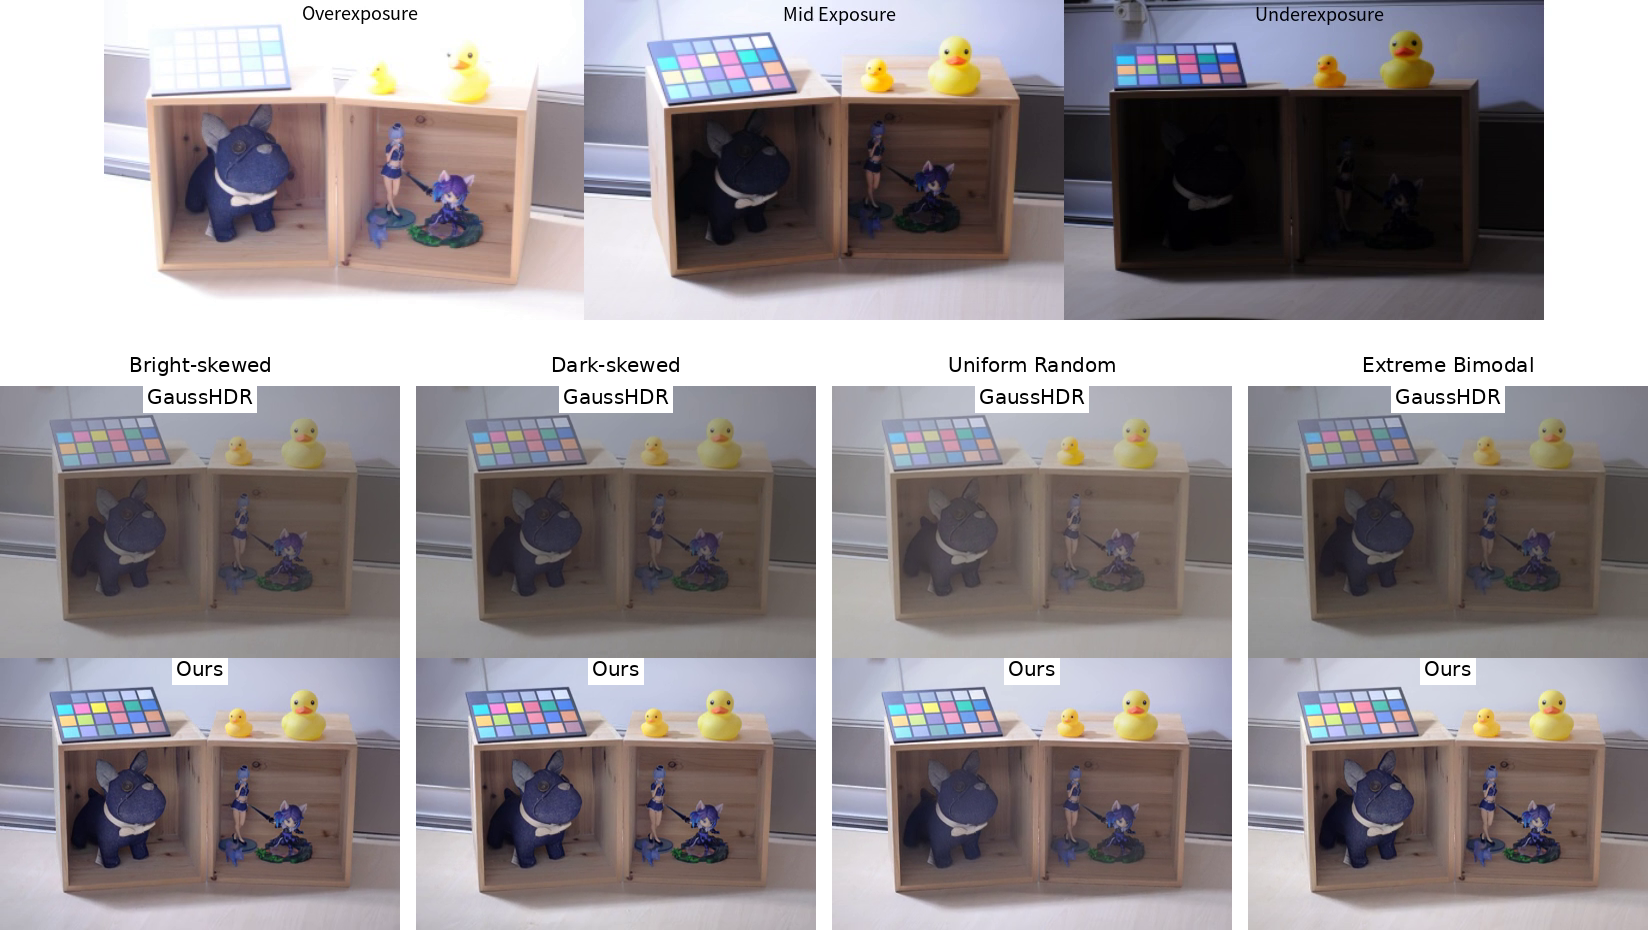 Overexposure
Mid Exposure
Underexposure
Bright-skewed
Dark-skewed
Uniform Random
Extreme Bimodal
GaussHDR
GaussHDR
GaussHDR
GaussHDR
Ours
Ours
Ours
Ours